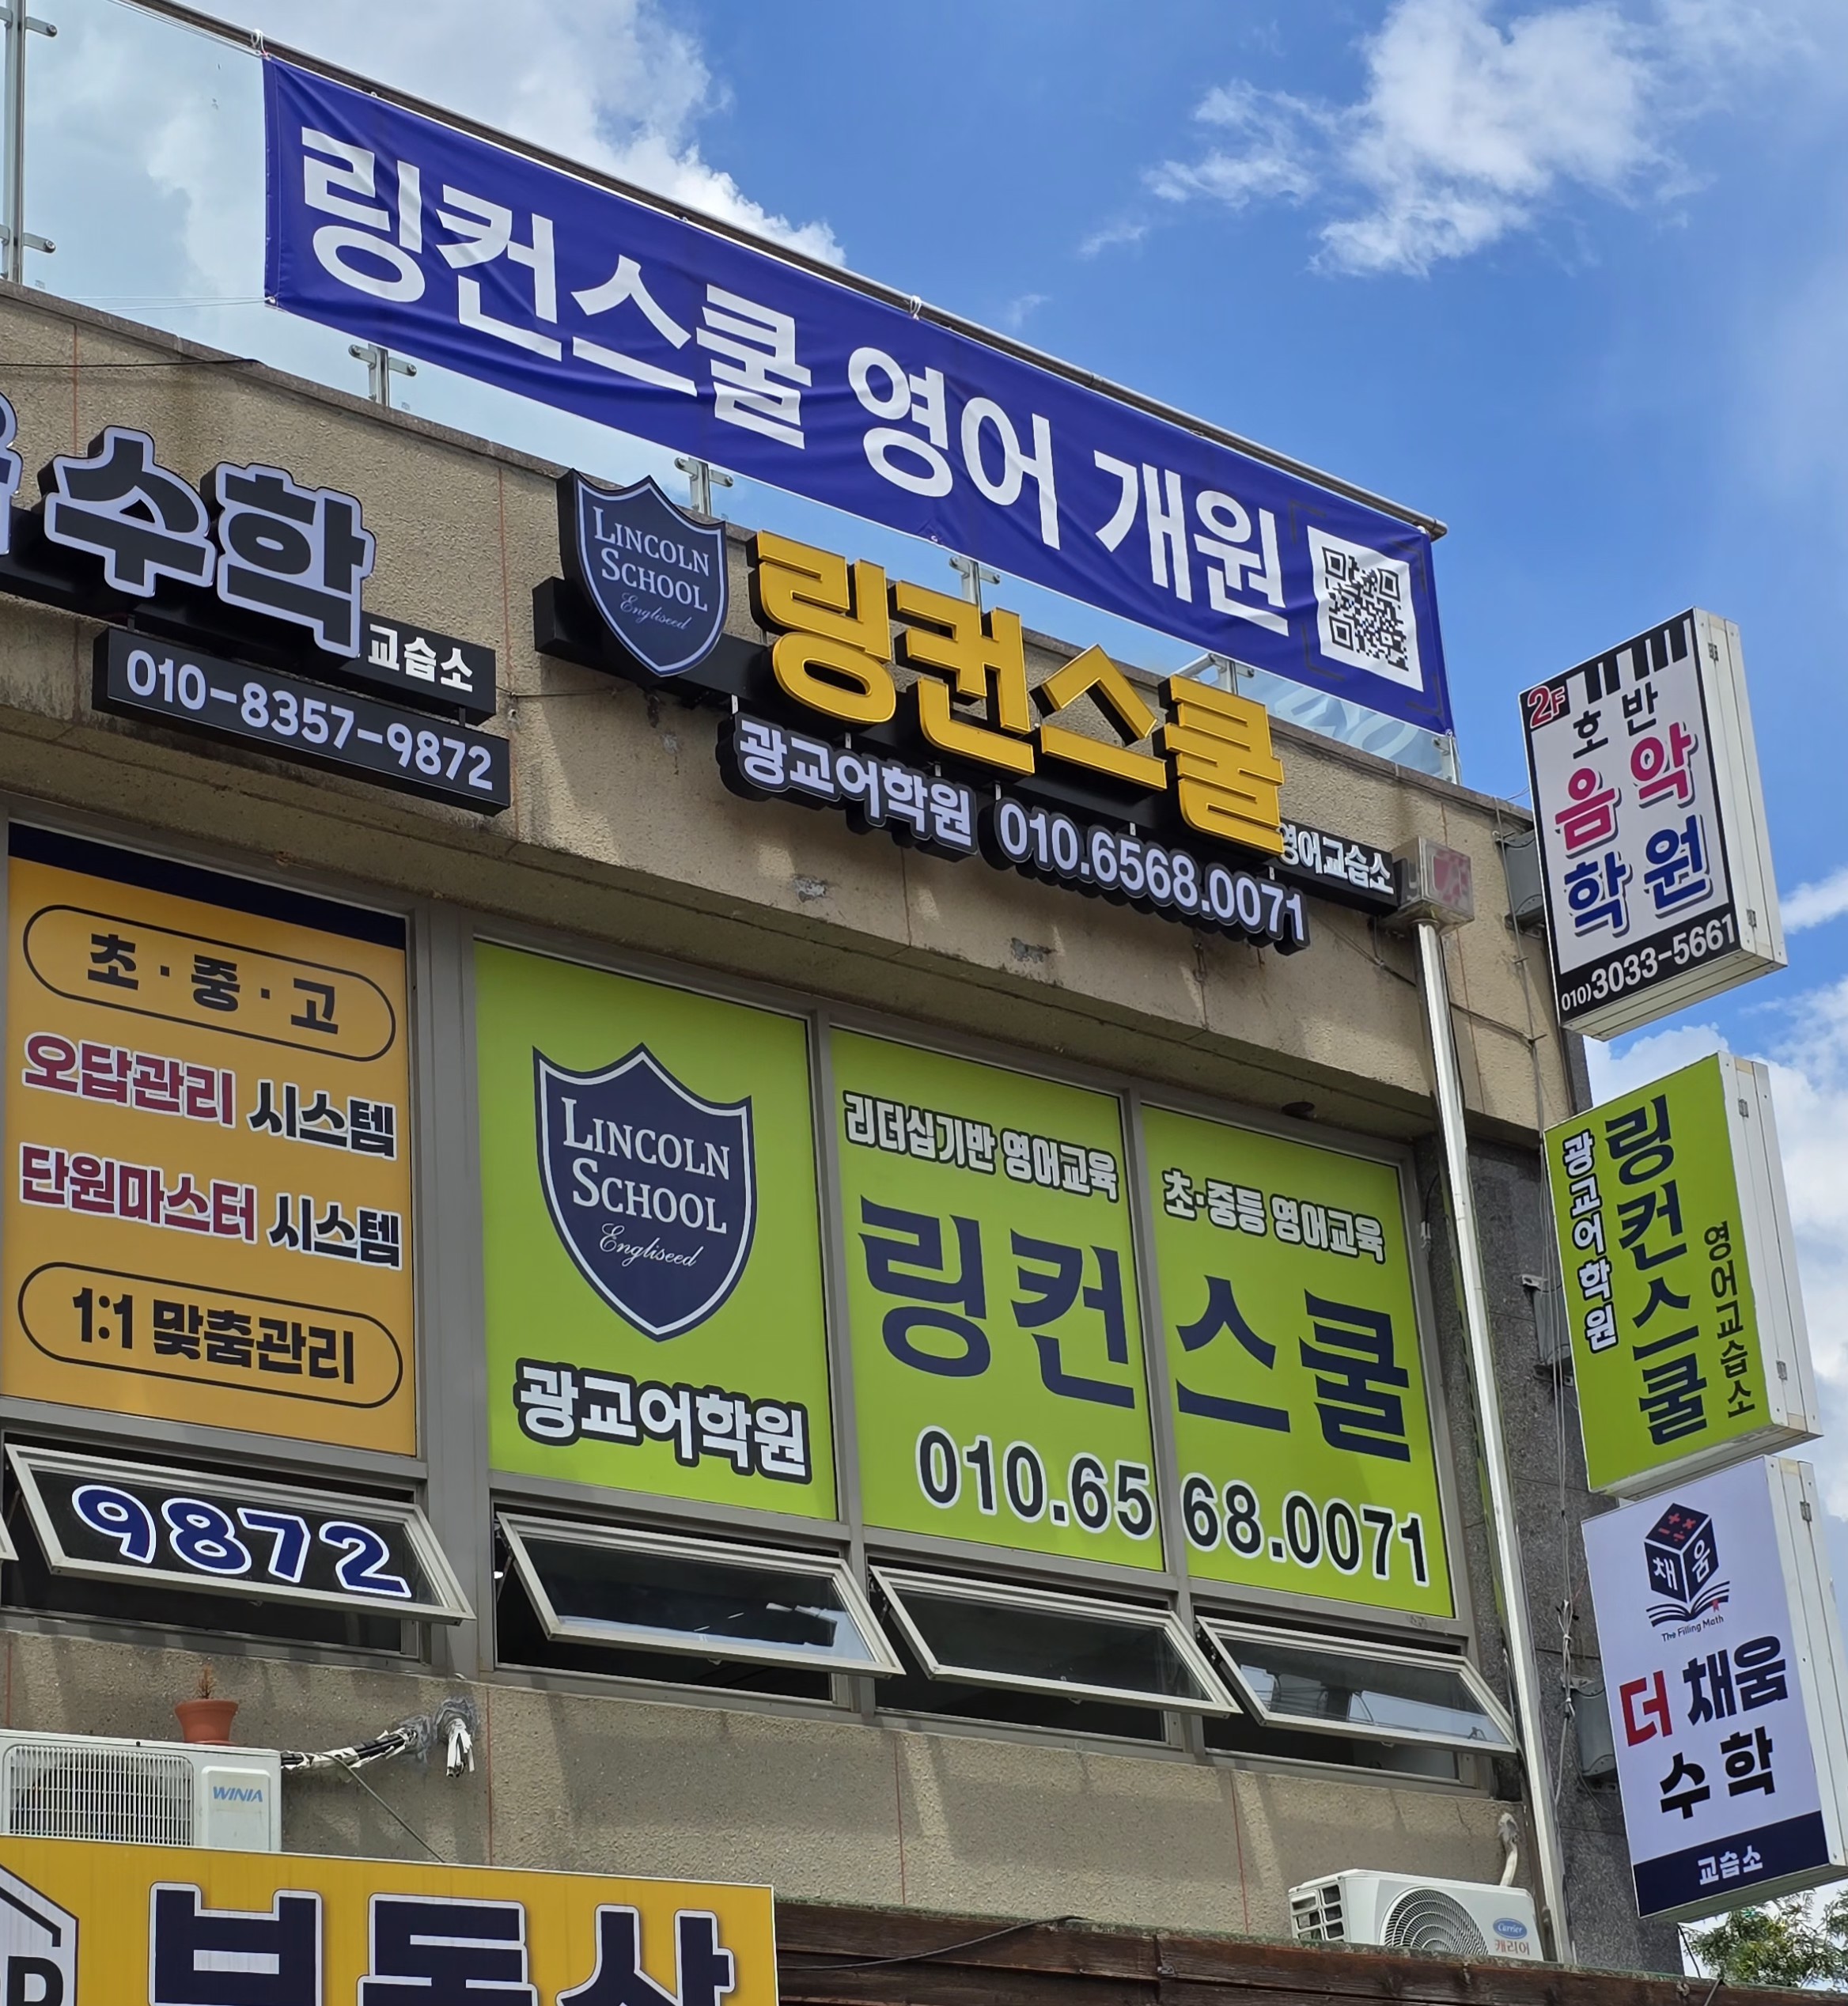 링컨스쿨 영어 개원
수학
교습소
010-8357-9872
LINCOLN
SCHOOL
Engliseed
링컨스쿨
광교어학원 010.6568.0071
영어교습소
2F
호반
음악
학원
010)3033-5661
초·중·고
오답관리 시스템
단원마스터 시스템
1:1 맞춤관리
9872
LINCOLN
SCHOOL
Engliseed
광교어학원
리더십기반 영어교육
초·중등 영어교육
링컨스쿨
010.6568.0071
광교어학원
링컨스쿨
영어교습소
채움
The Filling Math
더 채움
수학
교습소
WINIA
Carrier
캐리어
부동산